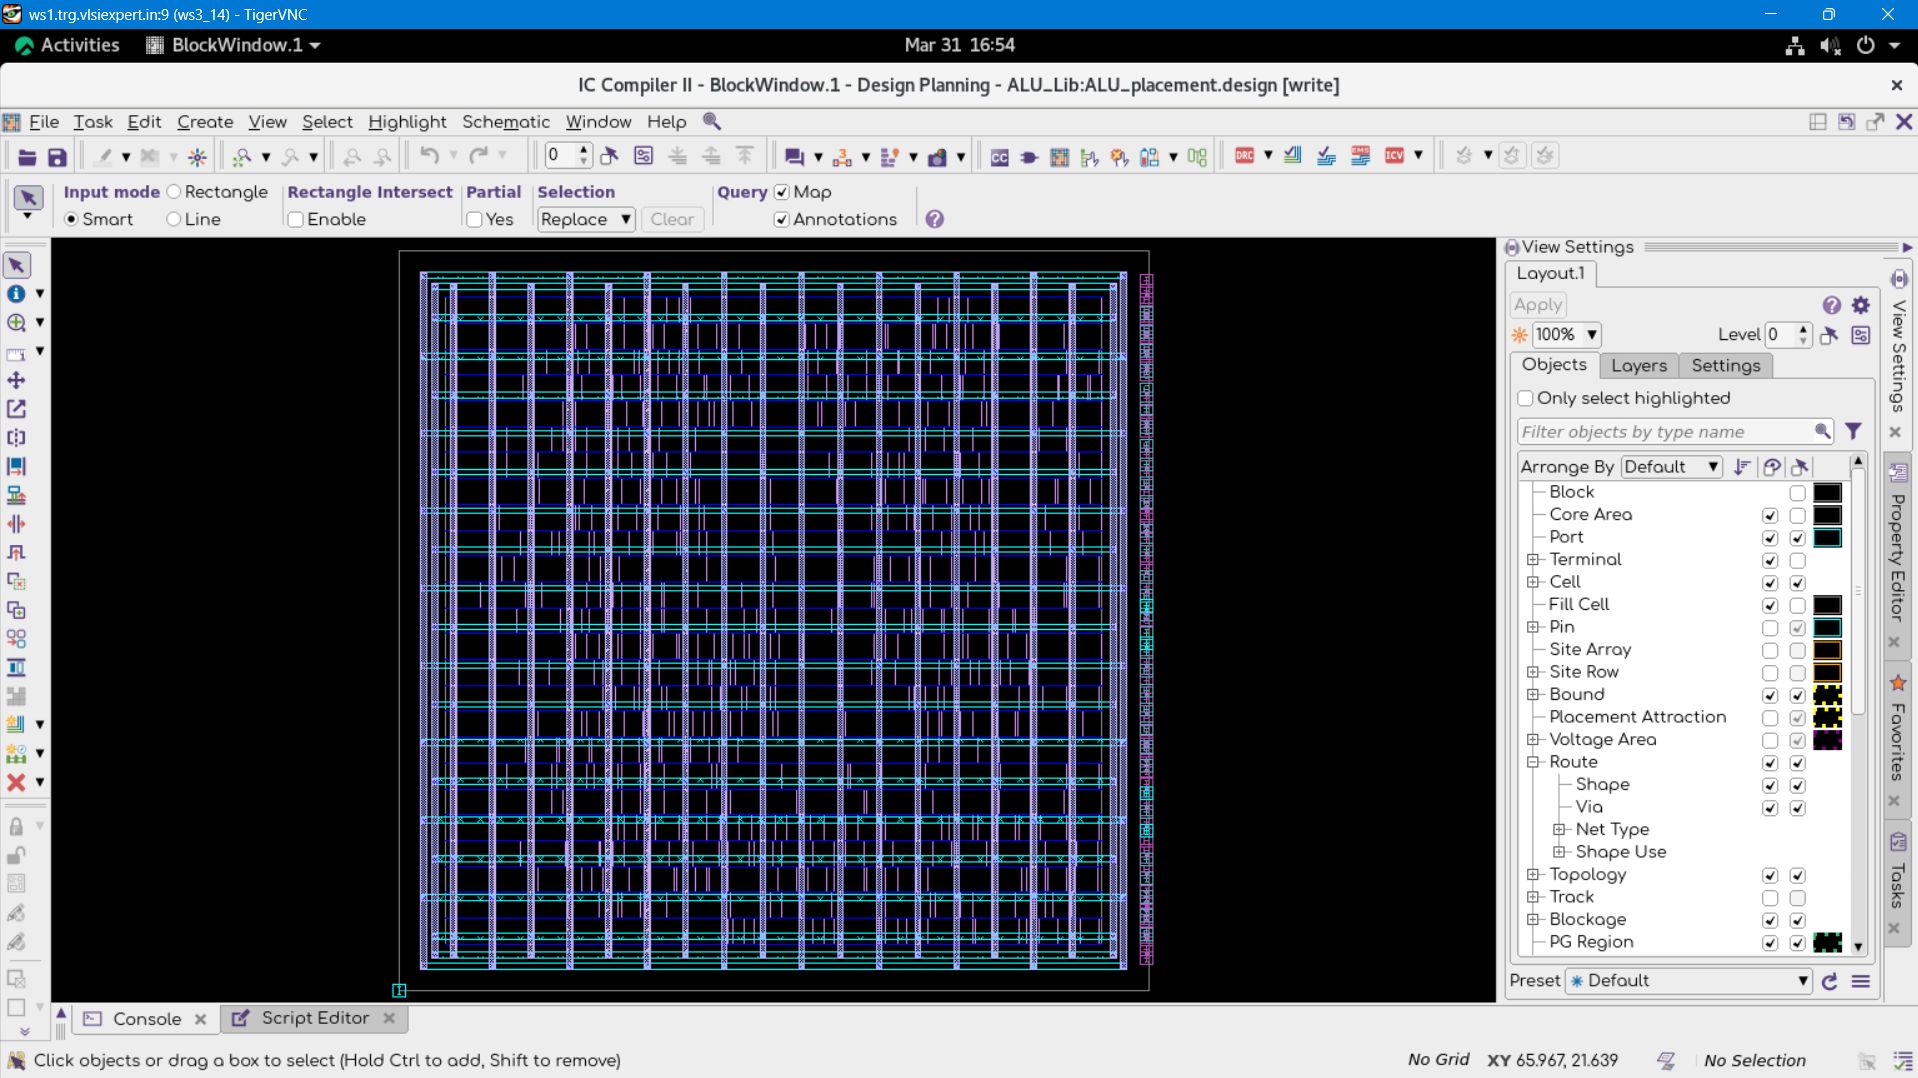 ws1.trg.vlsiexpert.in:9 (ws3_14) - TigerVNC
Activities BlockWindow.1 Mar 31 16:54
IC Compiler II - BlockWindow.1 - Design Planning - ALU_Lib:ALU_placement.design [write]
File Task Edit Create View Select Highlight Schematic Window Help
0 CC DRC EMS ICV
Input mode Rectangle Rectangle Intersect Partial Selection Query Map
Smart Line Enable Yes Replace Clear Annotations
View Settings
Layout.1
Apply
100% Level 0
Objects Layers Settings
Only select highlighted
Filter objects by type name
Arrange By Default
Block
Core Area
Port
Terminal
Cell
Fill Cell
Pin
Site Array
Site Row
Bound
Placement Attraction
Voltage Area
Route
Shape
Via
Net Type
Shape Use
Topology
Track
Blockage
PG Region
Preset Default
View Settings
Property Editor
Favorites
Tasks
Console Script Editor
Click objects or drag a box to select (Hold Ctrl to add, Shift to remove) No Grid XY 65.967, 21.639 No Selection